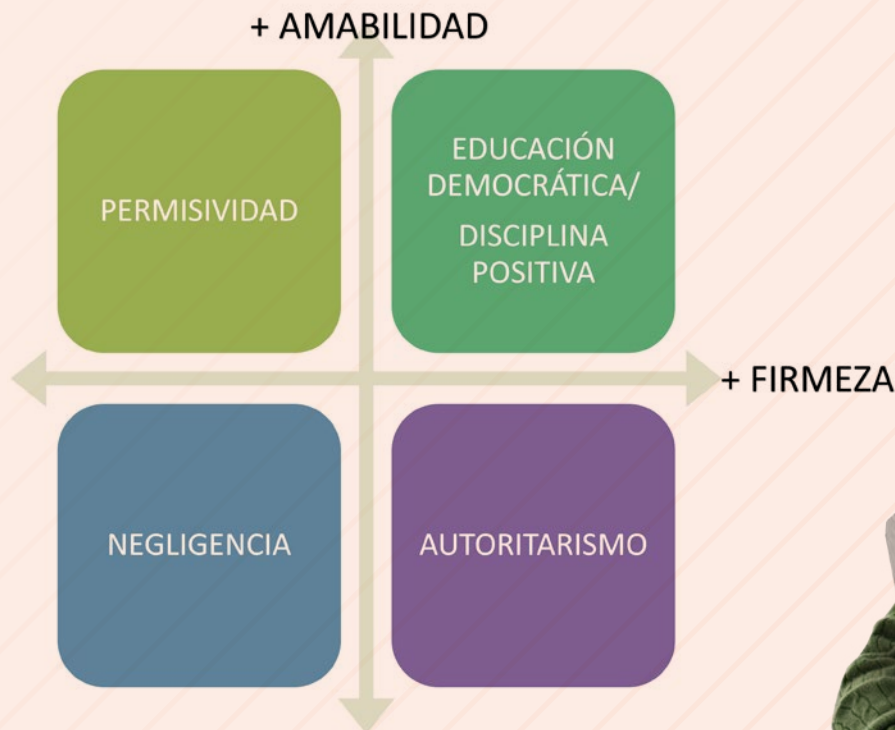 + AMABILIDAD
PERMISIVIDAD
EDUCACIÓN
DEMOCRÁTICA/
DISCIPLINA
POSITIVA
+ FIRMEZA
NEGLIGENCIA
AUTORITARISMO